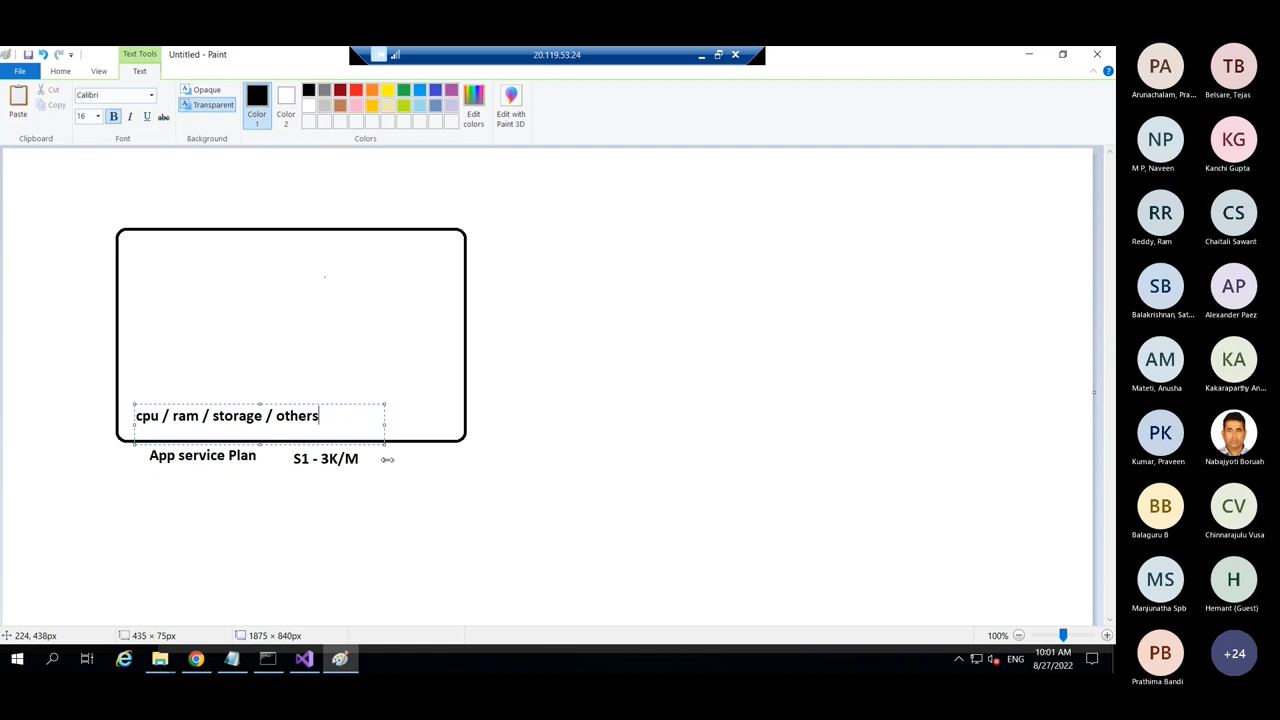 Text Tools
Untitled - Paint
20.119.53.24
File
Home
View
Text
Paste
Cut
Copy
Calibri
16
B
I
U
abc
Opaque
Transparent
Color 1
Color 2
Edit colors
Edit with Paint 3D
Clipboard
Font
Background
Colors
cpu / ram / storage / others
App service Plan
S1 - 3K/M
224, 438px
435 × 75px
1875 × 840px
100%
ENG
10:01 AM
8/27/2022
PA
Arunachalam, Pra...
TB
Belsare, Tejas
NP
M P, Naveen
KG
Kanchi Gupta
RR
Reddy, Ram
CS
Chaitali Sawant
SB
Balakrishnan, Sat...
AP
Alexander Paez
AM
Mateti, Anusha
KA
Kakaraparthy An...
PK
Kumar, Praveen
Nabajyoti Boruah
BB
Balaguru B
CV
Chinnarajulu Vusa
MS
Manjunatha Spb
H
Hemant (Guest)
PB
Prathima Bandi
+24